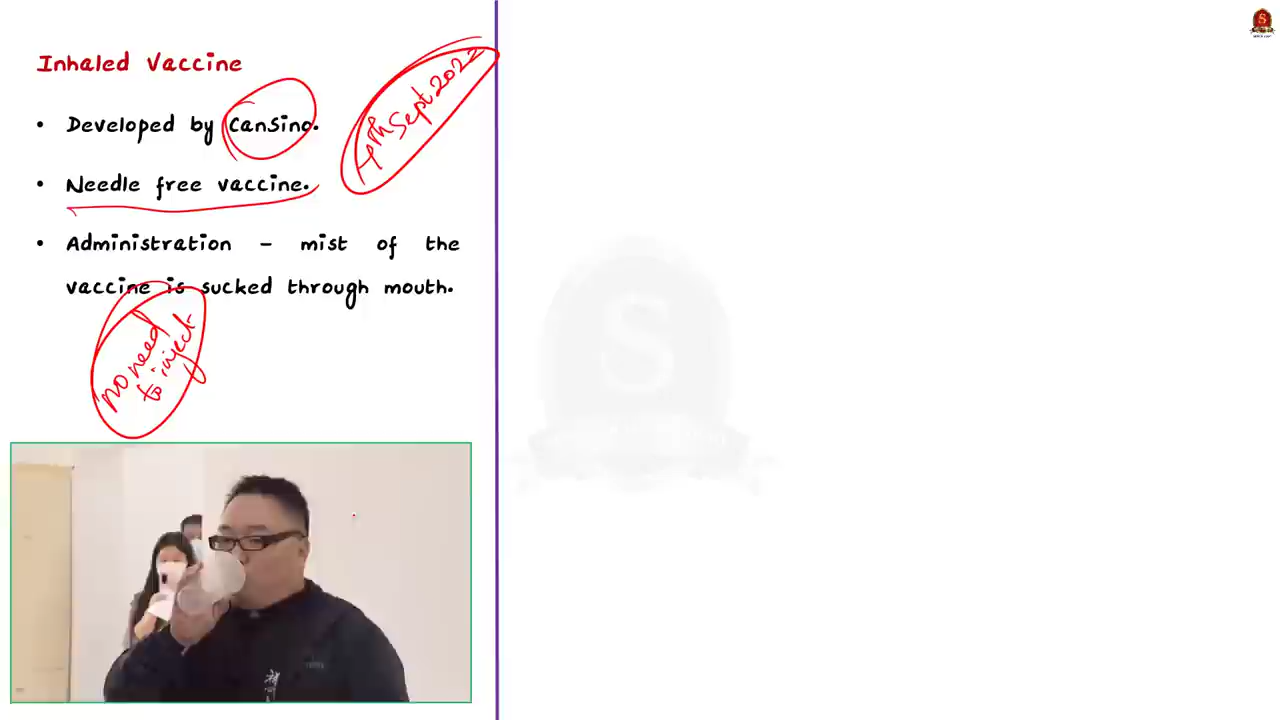 Inhaled Vaccine
• Developed by CanSino.
4th Sept 2022
• Needle free vaccine.
• Administration – mist of the
vaccine is sucked through mouth.
no need
to inject
S